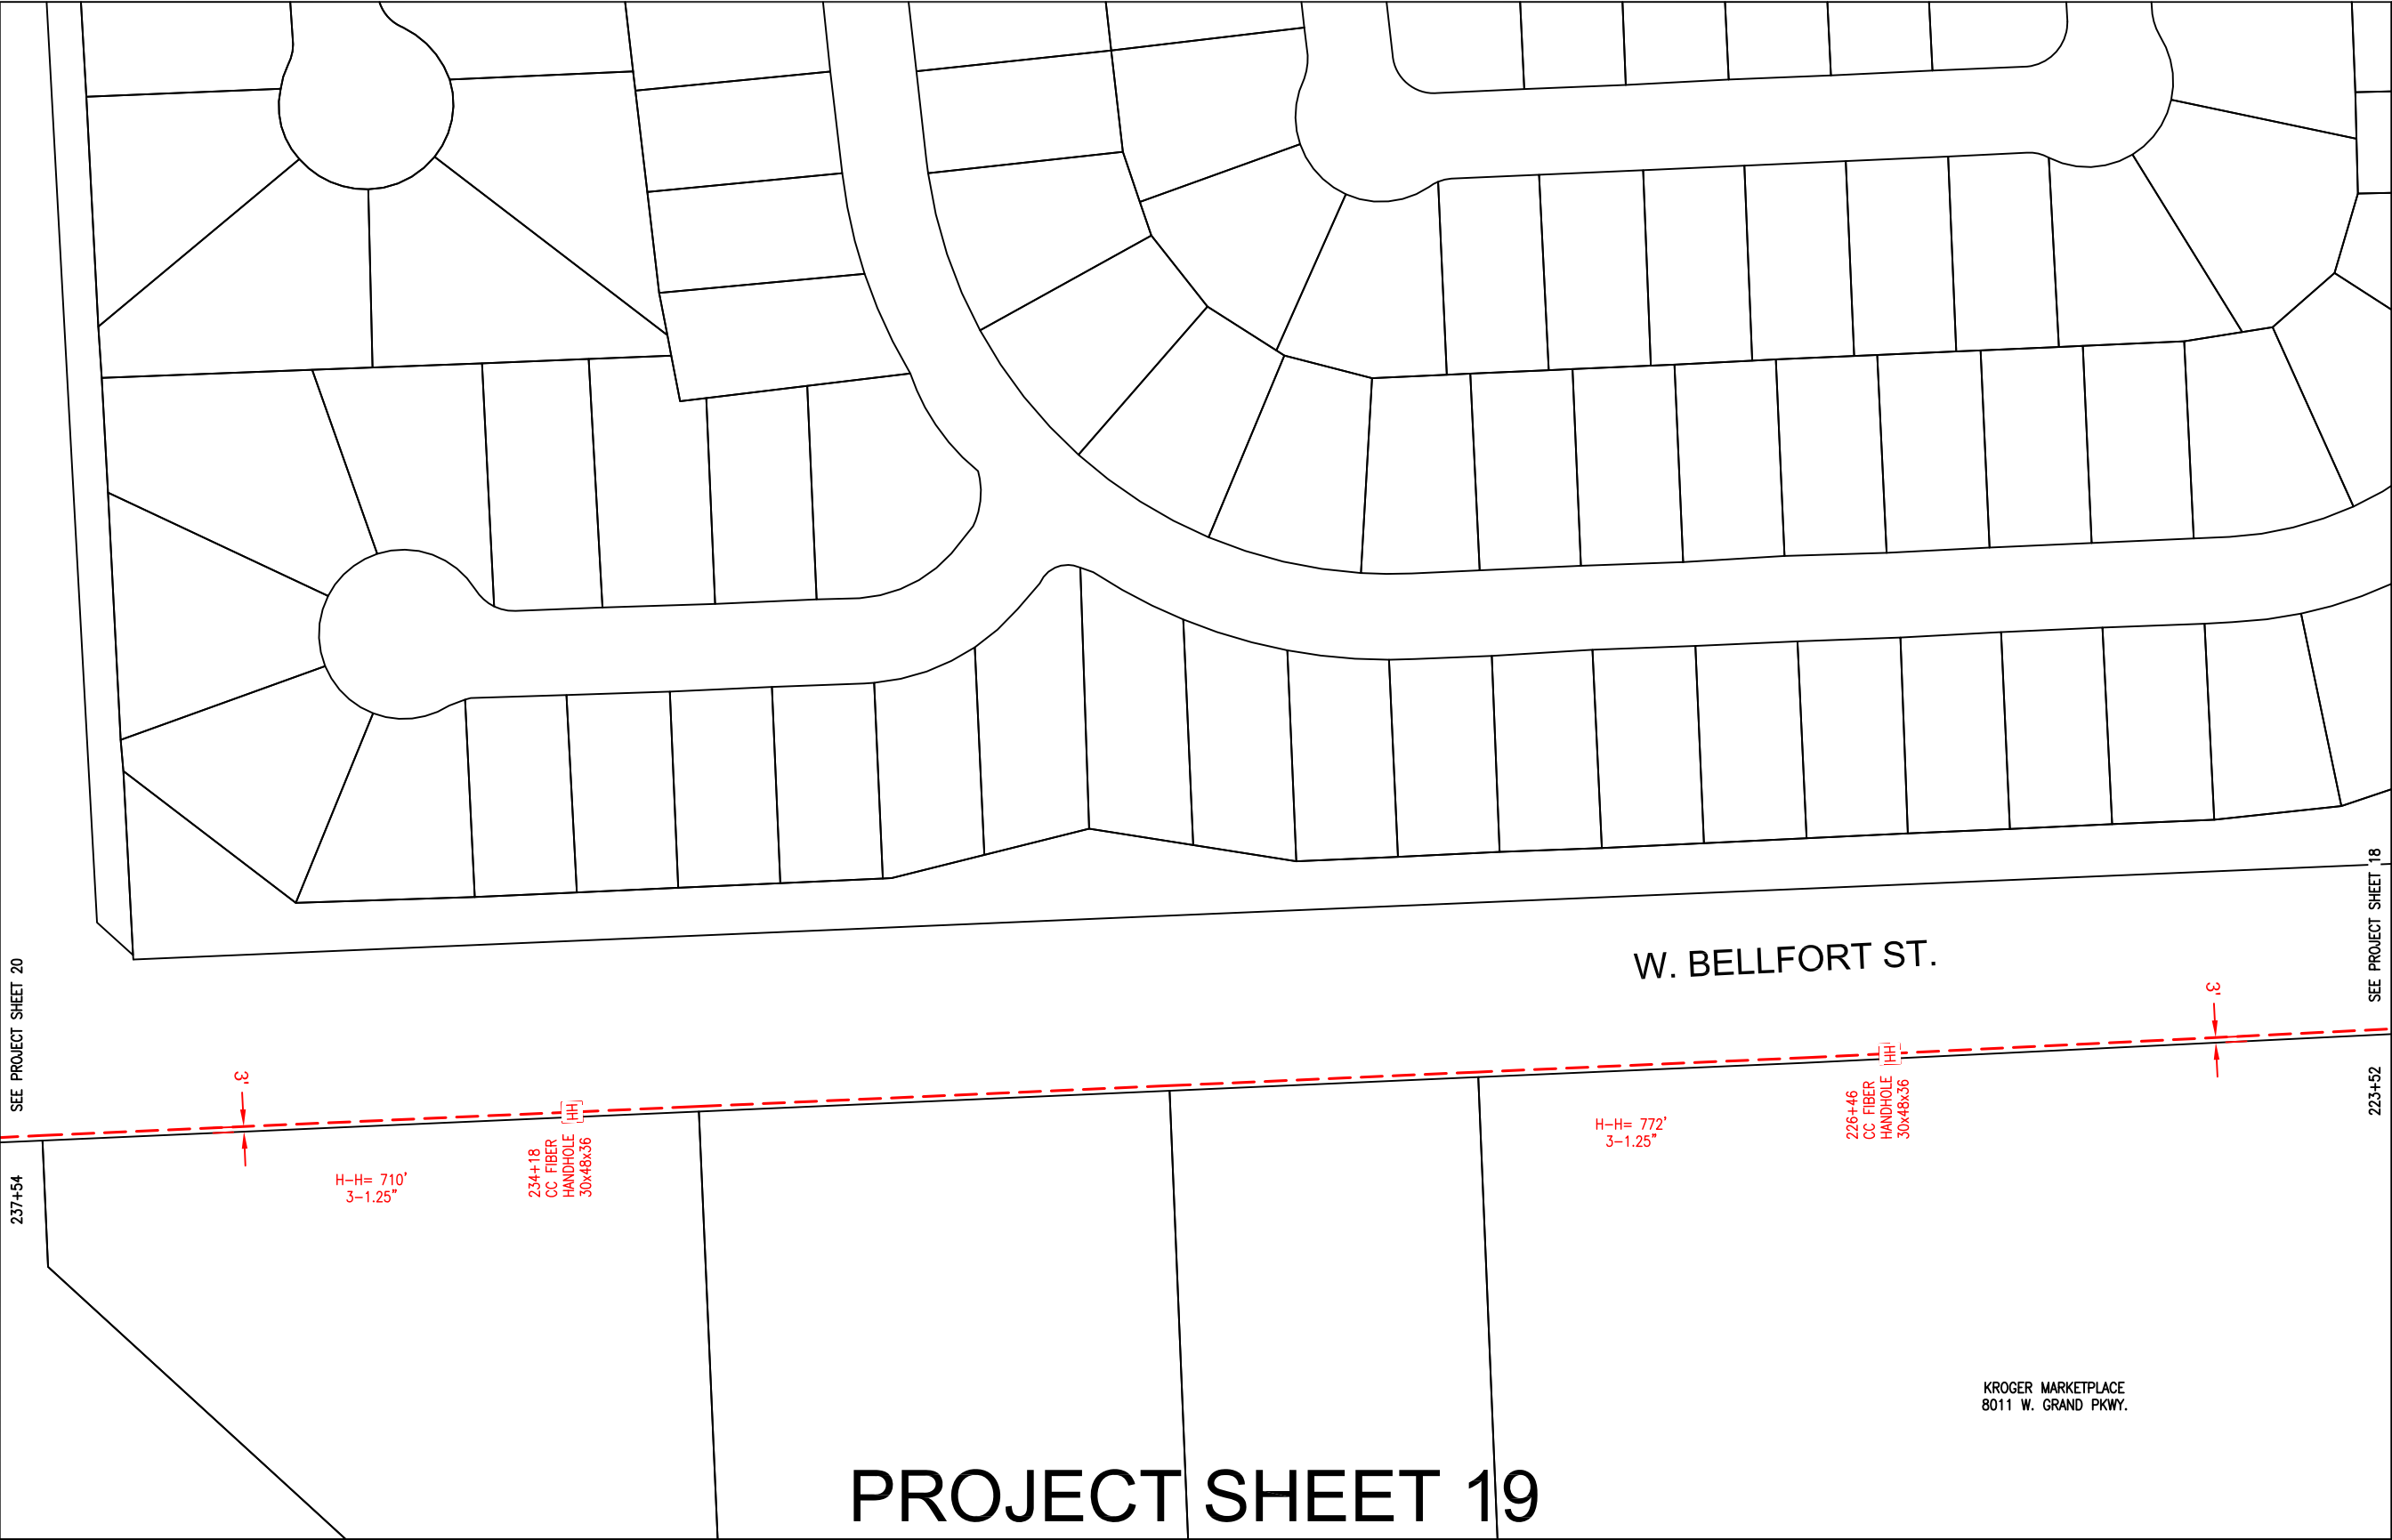 W. BELLFORT ST.
SEE PROJECT SHEET 20
237+54
SEE PROJECT SHEET 18
223+52
3'
3'
HH
HH
H-H= 710'
3-1.25"
234+18
CC FIBER
HANDHOLE
30x48x36
H-H= 772'
3-1.25"
226+46
CC FIBER
HANDHOLE
30x48x36
KROGER MARKETPLACE
8011 W. GRAND PKWY.
PROJECT SHEET 19